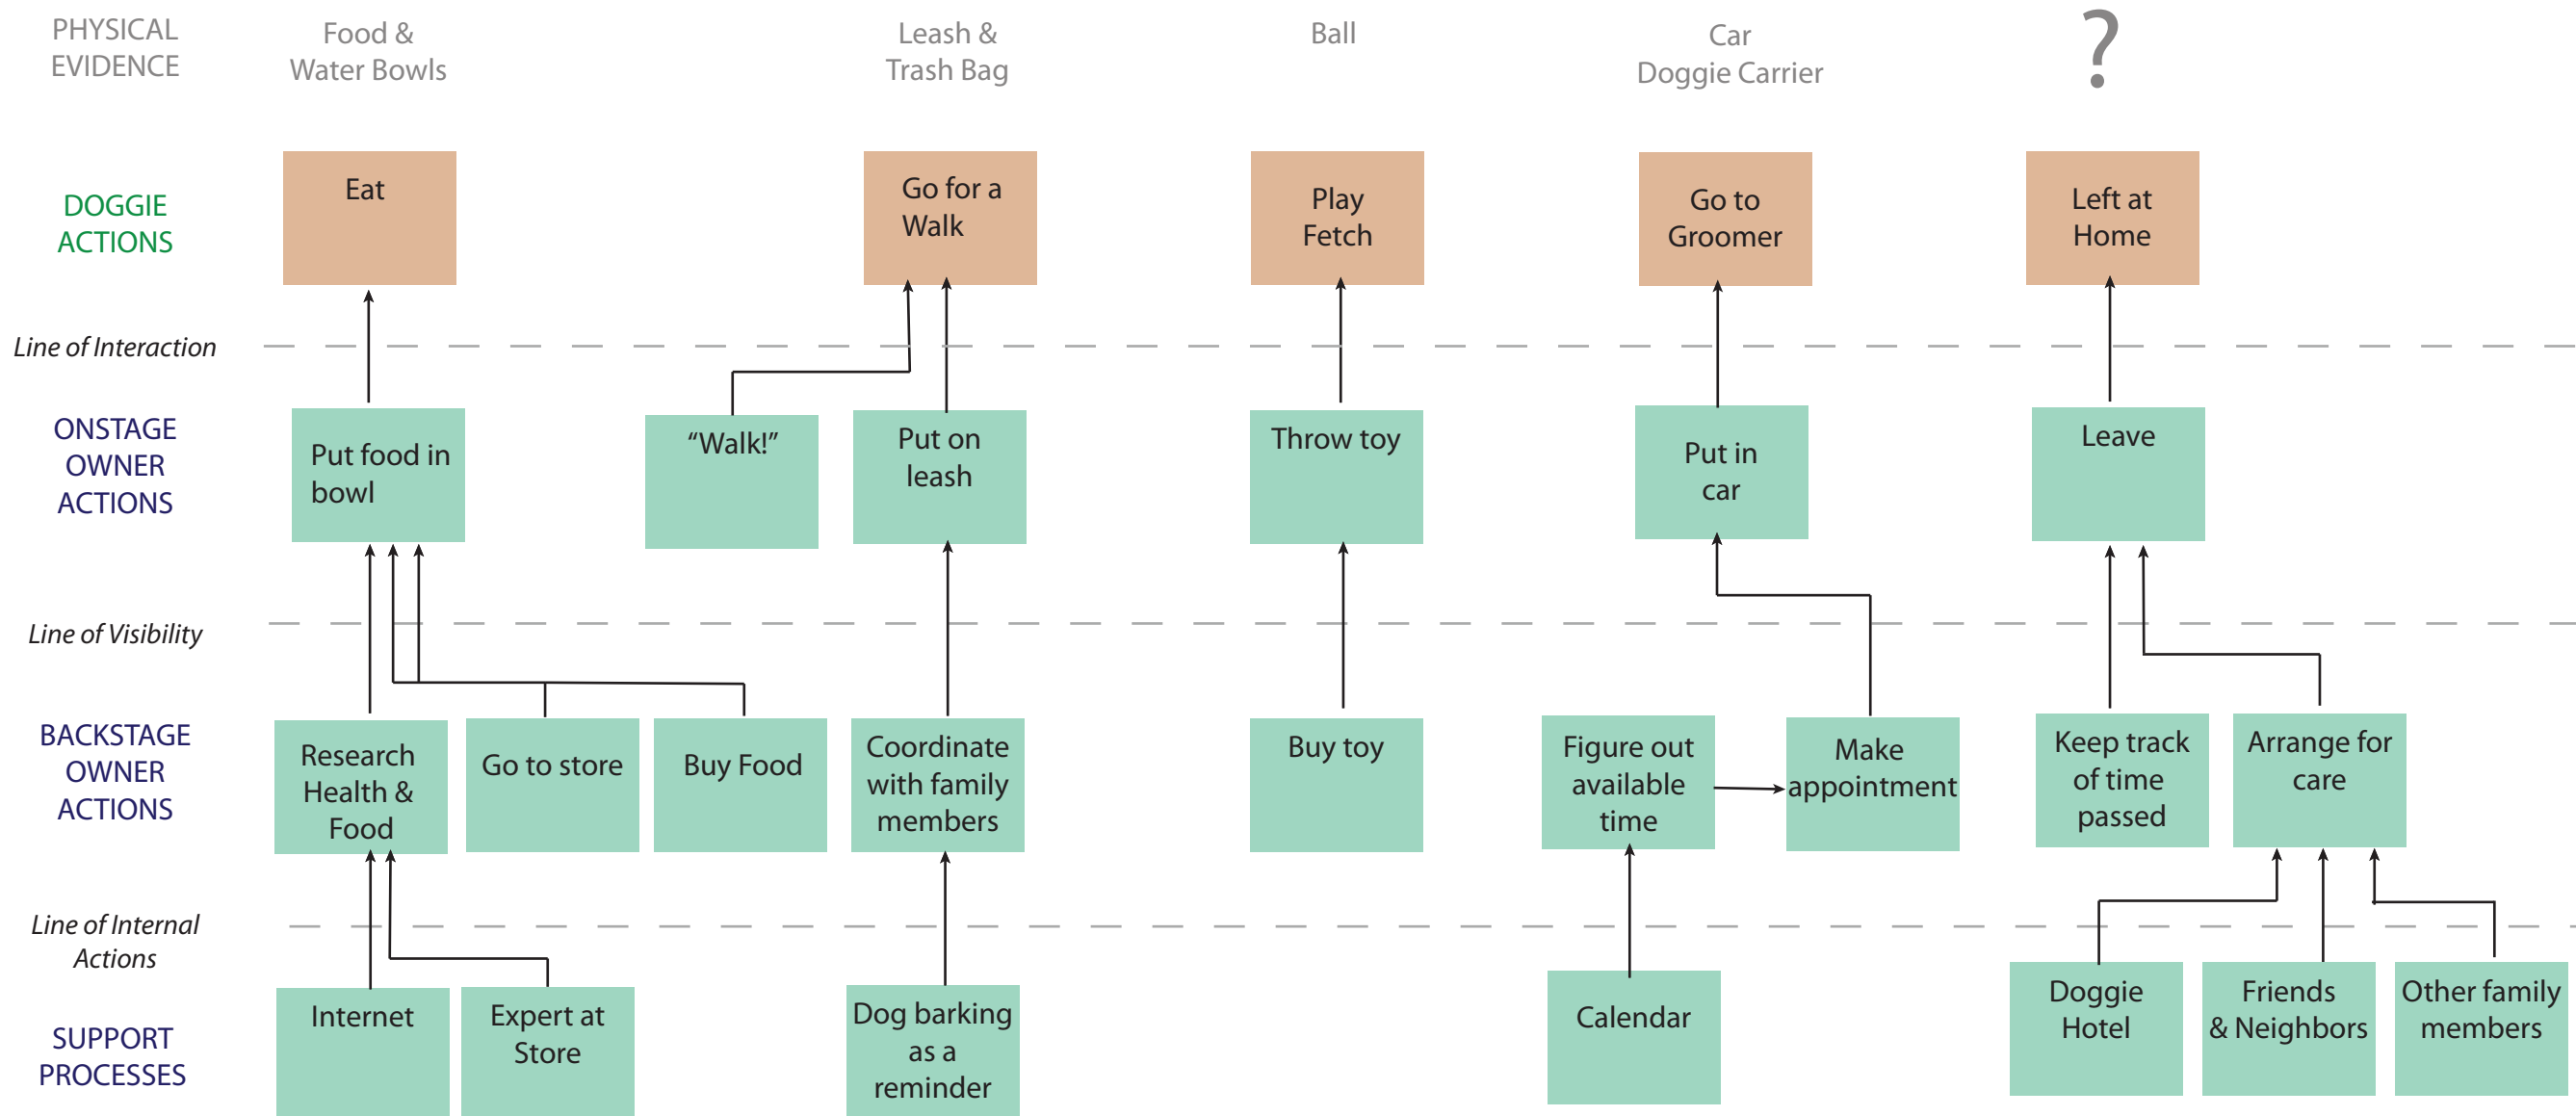 PHYSICAL
EVIDENCE
Food &
Water Bowls
Leash &
Trash Bag
Ball
Car
Doggie Carrier
?
DOGGIE
ACTIONS
Eat
Go for a
Walk
Play
Fetch
Go to
Groomer
Left at
Home
Line of Interaction
ONSTAGE
OWNER
ACTIONS
Put food in
bowl
“Walk!”
Put on
leash
Throw toy
Put in
car
Leave
Line of Visibility
BACKSTAGE
OWNER
ACTIONS
Research
Health &
Food
Go to store
Buy Food
Coordinate
with family
members
Buy toy
Figure out
available
time
Make
appointment
Keep track
of time
passed
Arrange for
care
Line of Internal
Actions
SUPPORT
PROCESSES
Internet
Expert at
Store
Dog barking
as a
reminder
Calendar
Doggie
Hotel
Friends
& Neighbors
Other family
members